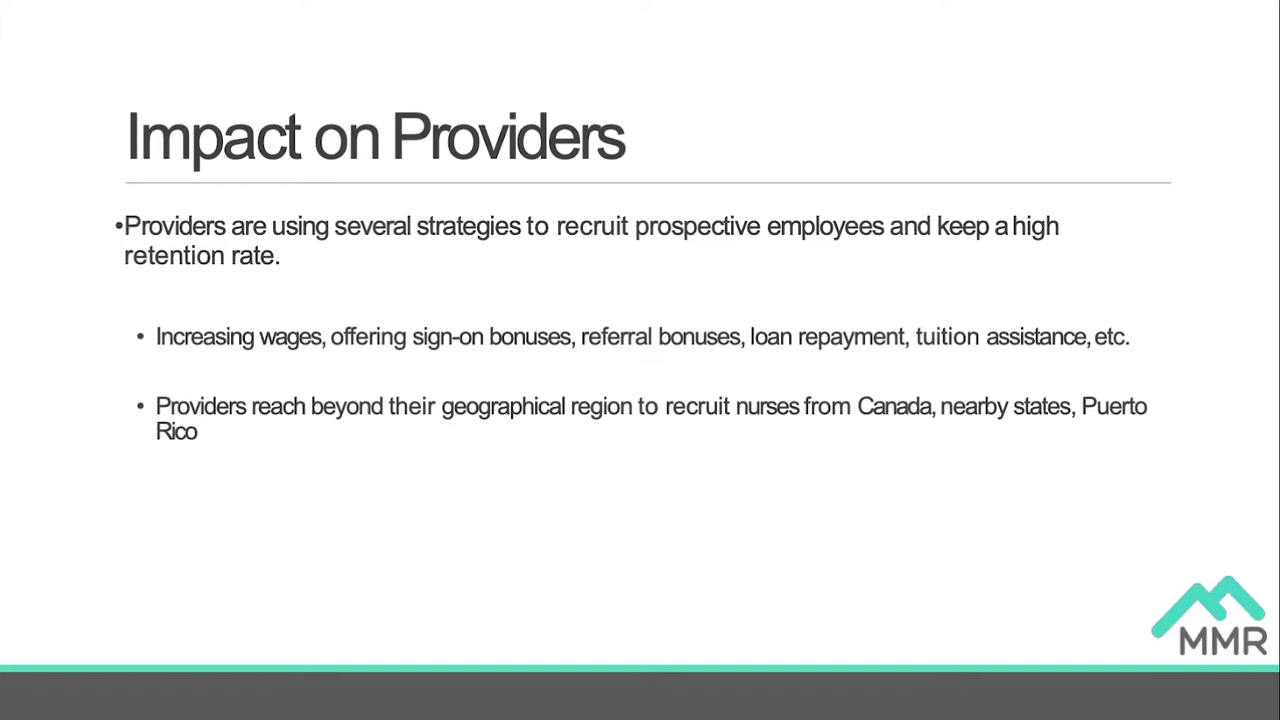 Impact on Providers
•Providers are using several strategies to recruit prospective employees and keep a high
retention rate.
• Increasing wages, offering sign-on bonuses, referral bonuses, loan repayment, tuition assistance, etc.
• Providers reach beyond their geographical region to recruit nurses from Canada, nearby states, Puerto
Rico
MMR